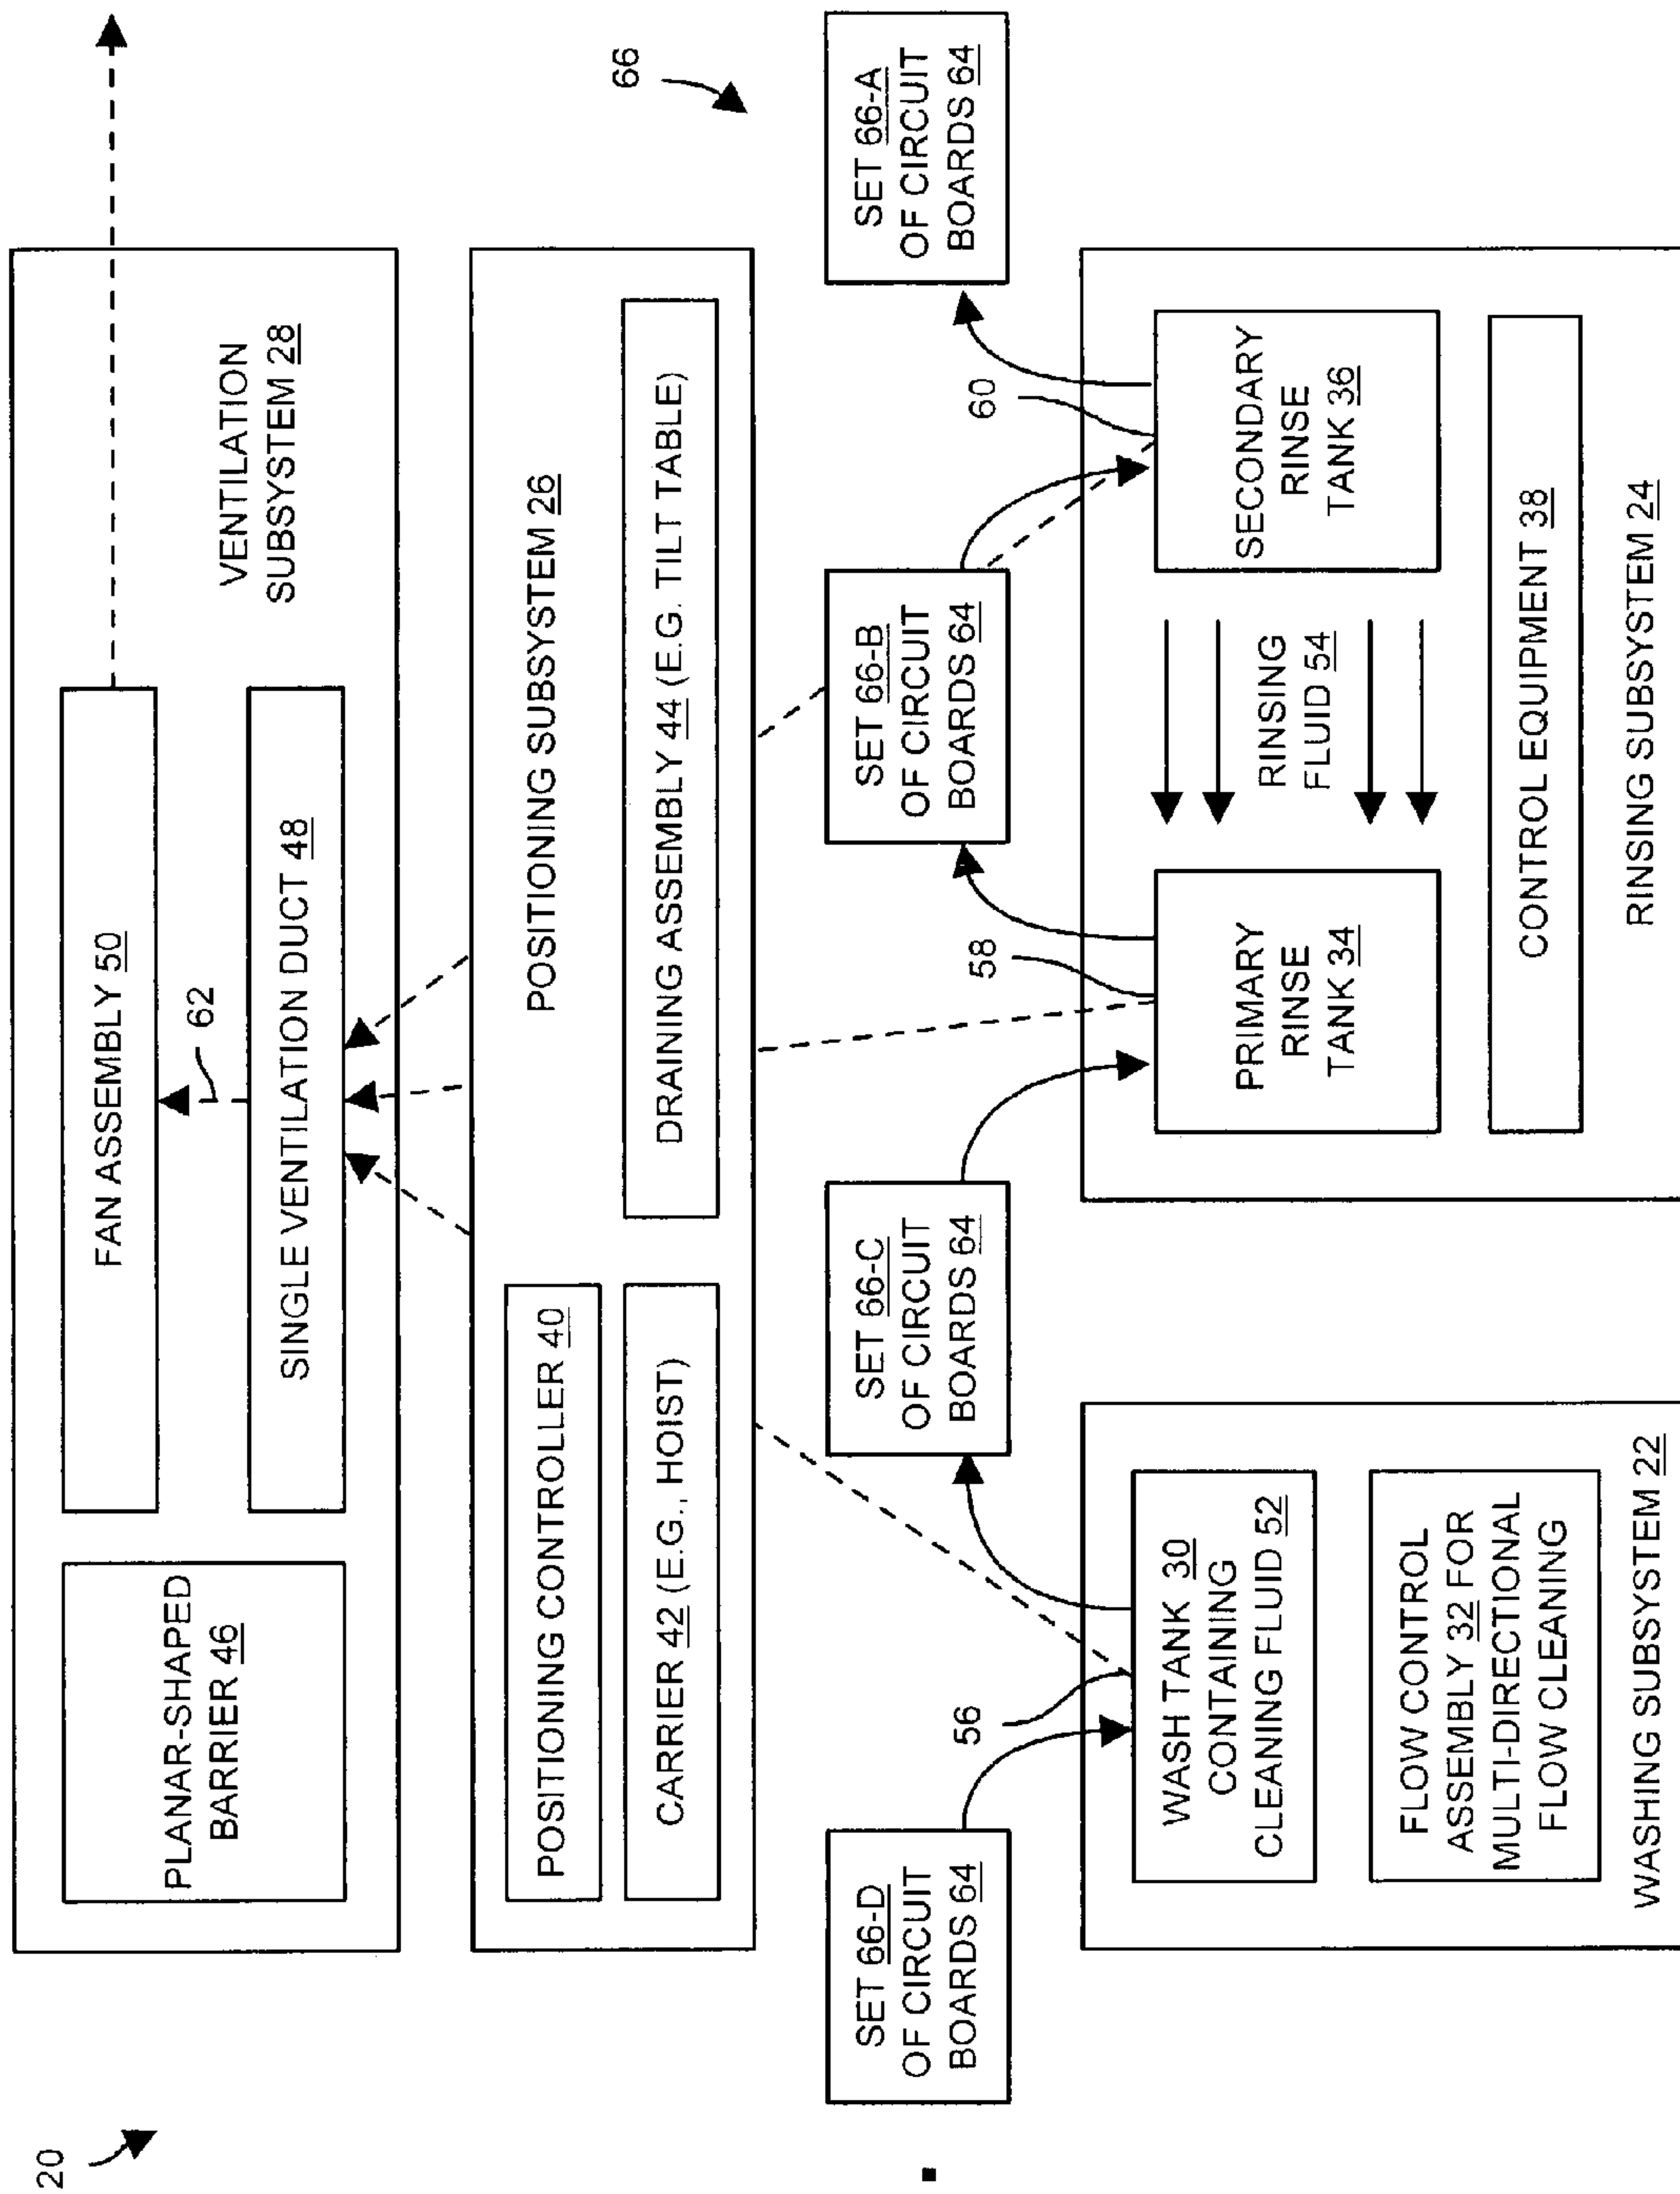 20
PLANAR-SHAPED
BARRIER 46
FAN ASSEMBLY 50
62
SINGLE VENTILATION DUCT 48
VENTILATION
SUBSYSTEM 28
POSITIONING CONTROLLER 40
CARRIER 42 (E.G., HOIST)
POSITIONING SUBSYSTEM 26
DRAINING ASSEMBLY 44 (E.G. TILT TABLE)
66
SET 66-D
OF CIRCUIT
BOARDS 64
SET 66-C
OF CIRCUIT
BOARDS 64
SET 66-B
OF CIRCUIT
BOARDS 64
SET 66-A
OF CIRCUIT
BOARDS 64
56
58
60
WASH TANK 30
CONTAINING
CLEANING FLUID 52
FLOW CONTROL
ASSEMBLY 32 FOR
MULTI-DIRECTIONAL
FLOW CLEANING
WASHING SUBSYSTEM 22
PRIMARY
RINSE
TANK 34
RINSING
FLUID 54
SECONDARY
RINSE
TANK 36
CONTROL EQUIPMENT 38
RINSING SUBSYSTEM 24